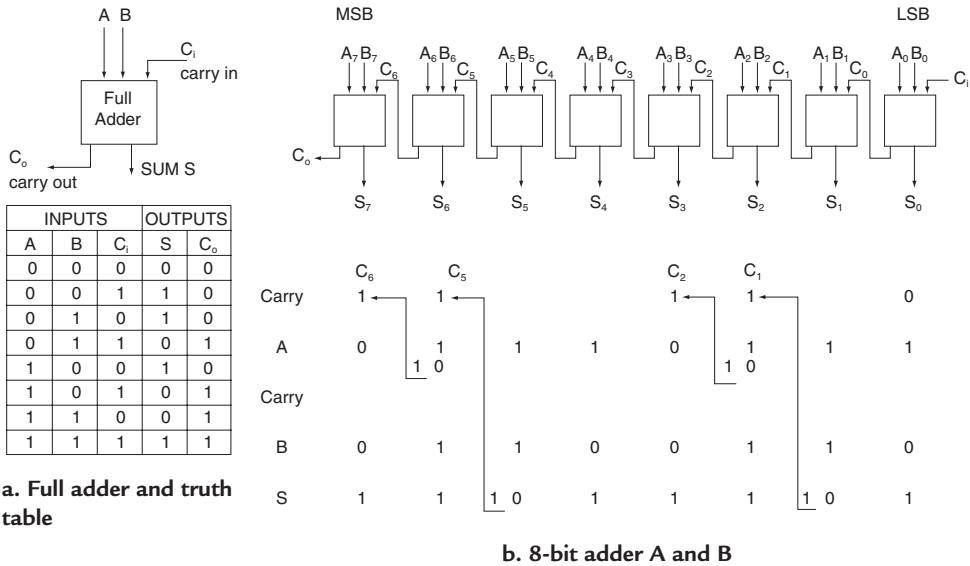 A B
C_i
carry in
Full
Adder
C_o
carry out
SUM S
INPUTS OUTPUTS
A B C_i S C_o
0 0 0 0 0
0 0 1 1 0
0 1 0 1 0
0 1 1 0 1
1 0 0 1 0
1 0 1 0 1
1 1 0 0 1
1 1 1 1 1
a. Full adder and truth
table
MSB LSB
A₇ B₇ C₆ A₆ B₆ C₅ A₅ B₅ C₄ A₄ B₄ C₃ A₃ B₃ C₂ A₂ B₂ C₁ A₁ B₁ C₀ A₀ B₀ C_i
C_o
S₇ S₆ S₅ S₄ S₃ S₂ S₁ S₀
C₆ C₅ C₂ C₁
Carry 1 1 1 1 0
A 0 1 1 1 0 1 1 1
1 0 1 0
Carry
B 0 1 1 0 0 1 1 0
S 1 1 1 0 1 1 1 1 0 1
b. 8-bit adder A and B